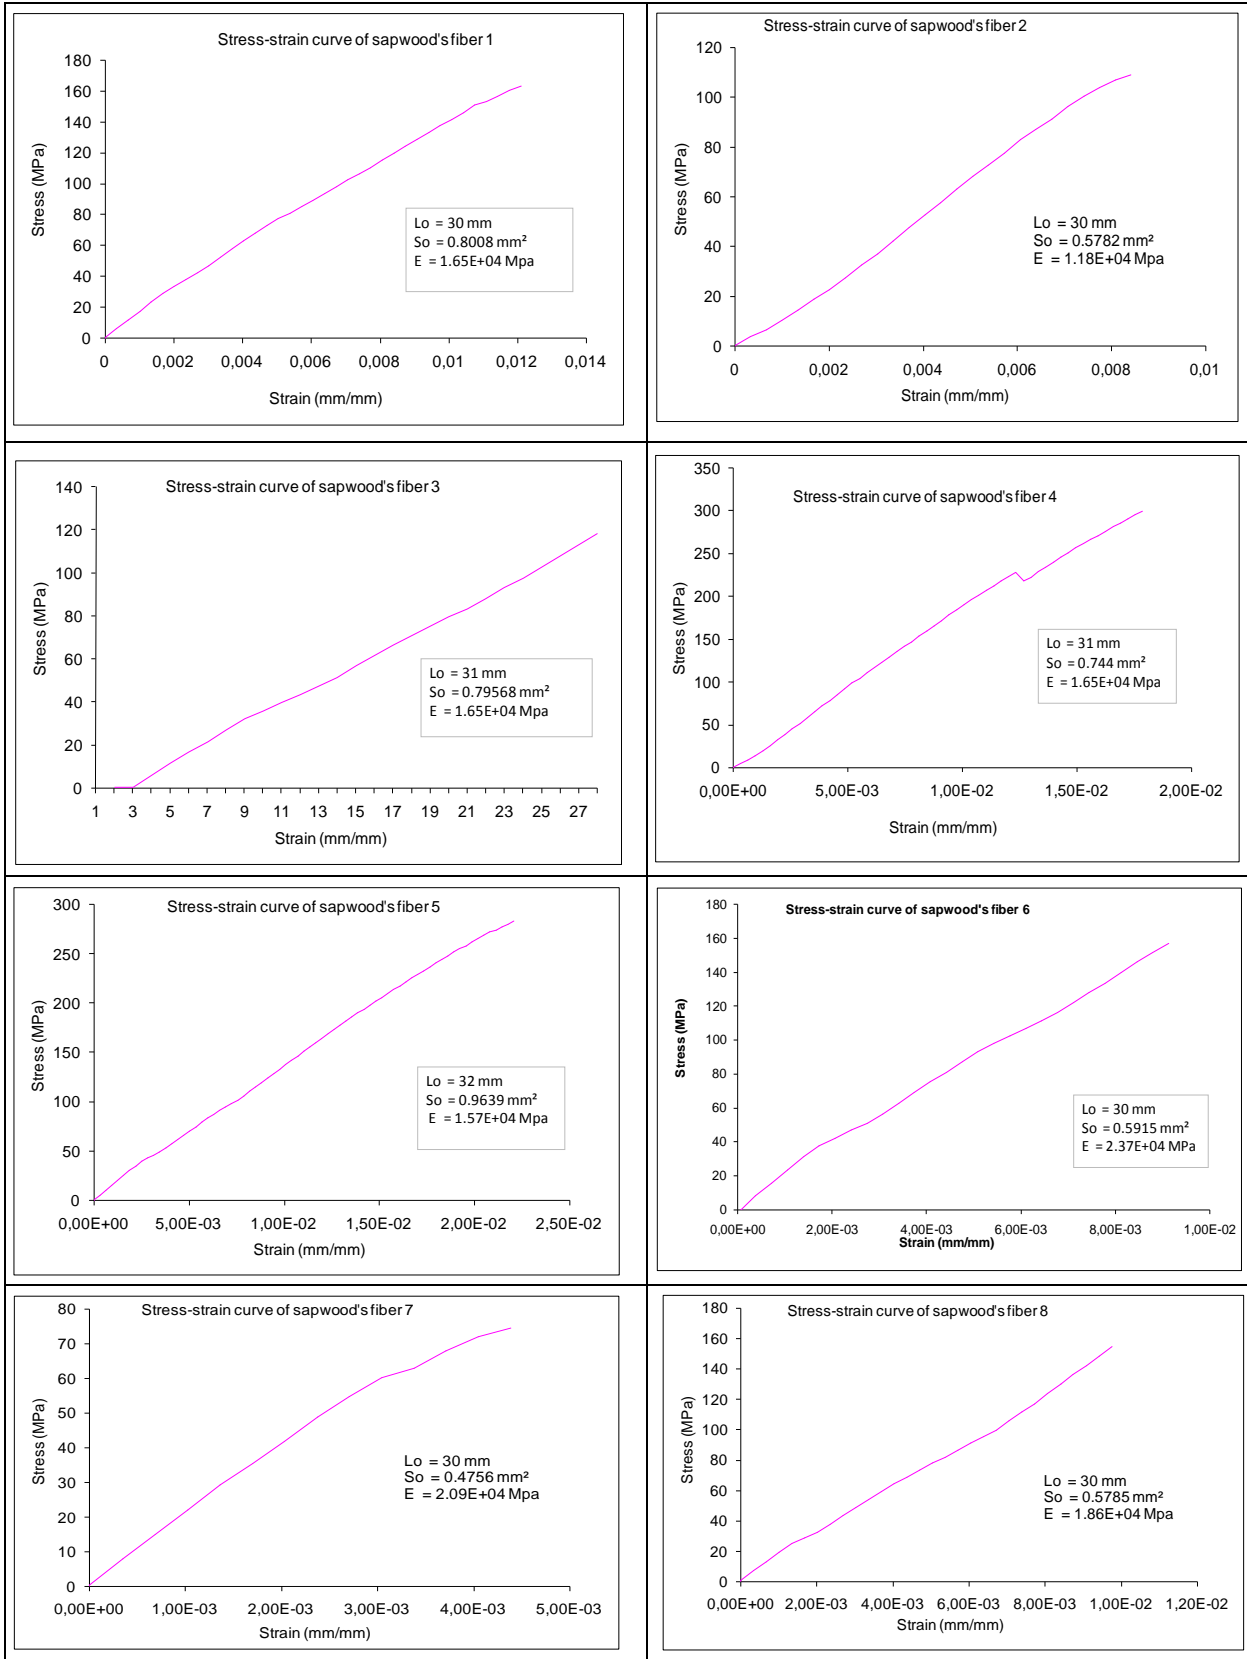 Stress-strain curve of sapwood's fiber 1
180
160
140
120
100
80
60
40
20
0
Stress (MPa)
Lo = 30 mm
So = 0.8008 mm²
E = 1.65E+04 Mpa
0 0,002 0,004 0,006 0,008 0,01 0,012 0,014
Strain (mm/mm)
Stress-strain curve of sapwood's fiber 2
120
100
80
60
40
20
0
Stress (MPa)
Lo = 30 mm
So = 0.5782 mm²
E = 1.18E+04 Mpa
0 0,002 0,004 0,006 0,008 0,01
Strain (mm/mm)
Stress-strain curve of sapwood's fiber 3
140
120
100
80
60
40
20
0
Stress (MPa)
Lo = 31 mm
So = 0.79568 mm²
E = 1.65E+04 Mpa
1 3 5 7 9 11 13 15 17 19 21 23 25 27
Strain (mm/mm)
Stress-strain curve of sapwood's fiber 4
350
300
250
200
150
100
50
0
Stress (MPa)
Lo = 31 mm
So = 0.744 mm²
E = 1.65E+04 Mpa
0,00E+00 5,00E-03 1,00E-02 1,50E-02 2,00E-02
Strain (mm/mm)
Stress-strain curve of sapwood's fiber 5
300
250
200
150
100
50
0
Stress (MPa)
Lo = 32 mm
So = 0.9639 mm²
E = 1.57E+04 Mpa
0,00E+00 5,00E-03 1,00E-02 1,50E-02 2,00E-02 2,50E-02
Strain (mm/mm)
Stress-strain curve of sapwood's fiber 6
180
160
140
120
100
80
60
40
20
0
Stress (MPa)
Lo = 30 mm
So = 0.5915 mm²
E = 2.37E+04 MPa
0,00E+00 2,00E-03 4,00E-03 6,00E-03 8,00E-03 1,00E-02
Strain (mm/mm)
Stress-strain curve of sapwood's fiber 7
80
70
60
50
40
30
20
10
0
Stress (MPa)
Lo = 30 mm
So = 0.4756 mm²
E = 2.09E+04 Mpa
0,00E+00 1,00E-03 2,00E-03 3,00E-03 4,00E-03 5,00E-03
Strain (mm/mm)
Stress-strain curve of sapwood's fiber 8
180
160
140
120
100
80
60
40
20
0
Stress (MPa)
Lo = 30 mm
So = 0.5785 mm²
E = 1.86E+04 Mpa
0,00E+00 2,00E-03 4,00E-03 6,00E-03 8,00E-03 1,00E-02 1,20E-02
Strain (mm/mm)